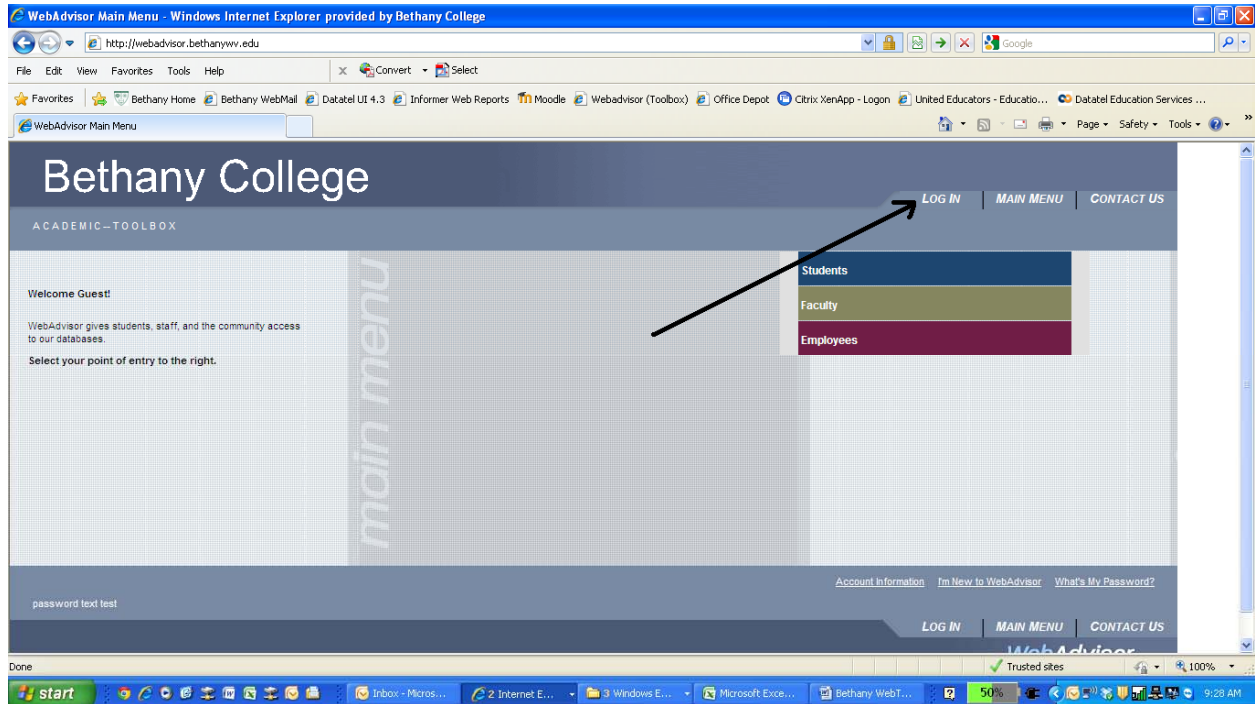 WebAdvisor Main Menu - Windows Internet Explorer provided by Bethany College
http://webadvisor.bethanywv.edu
Google
File Edit View Favorites Tools Help
x Convert Select
Favorites Bethany Home Bethany WebMail Datatel UI 4.3 Informer Web Reports Moodle Webadvisor (Toolbox) Office Depot Citrix XenApp - Logon United Educators - Educatio... Datatel Education Services ...
WebAdvisor Main Menu
Page Safety Tools
Bethany College
LOG IN MAIN MENU CONTACT US
ACADEMIC–TOOLBOX
main menu
Students
Welcome Guest!
Faculty
WebAdvisor gives students, staff, and the community access
to our databases.
Employees
Select your point of entry to the right.
Account Information I'm New to WebAdvisor What's My Password?
password text test
LOG IN MAIN MENU CONTACT US
WebAdvisor
Done
Trusted sites
100%
start
Inbox - Micros...
2 Internet E...
3 Windows E...
Microsoft Exce...
Bethany WebT...
50%
9:28 AM